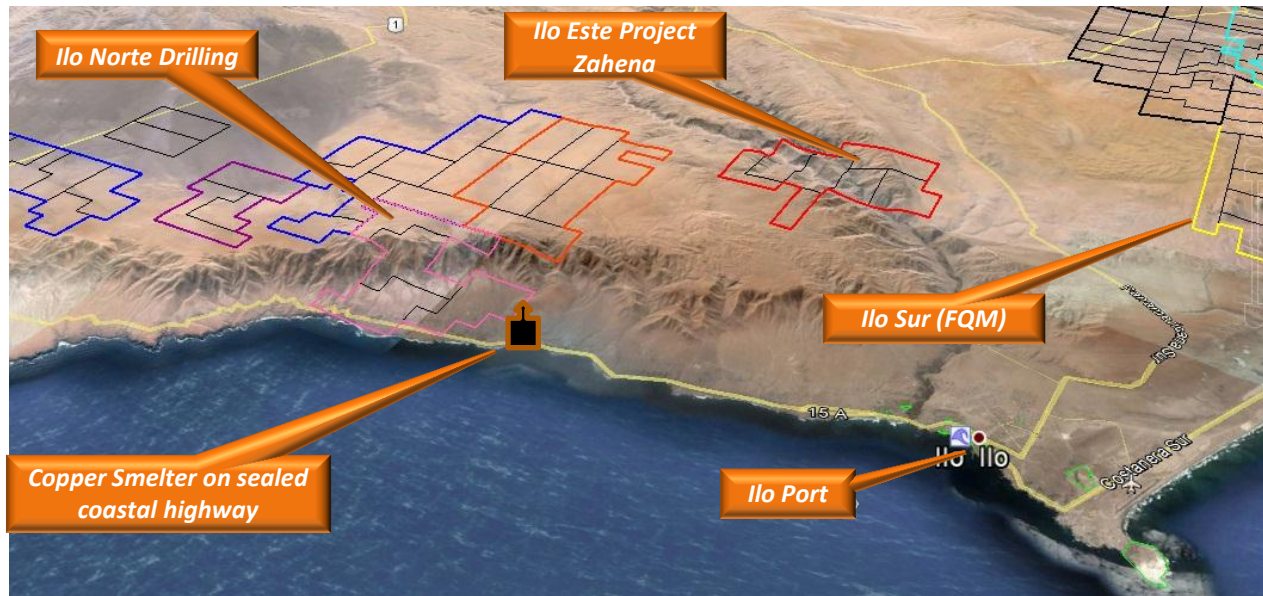 1
Ilo Norte Drilling
Ilo Este Project
Zahena
Ilo Sur (FQM)
Copper Smelter on sealed
coastal highway
15 A
Ilo Ilo
Costanera Sur
Ilo Port